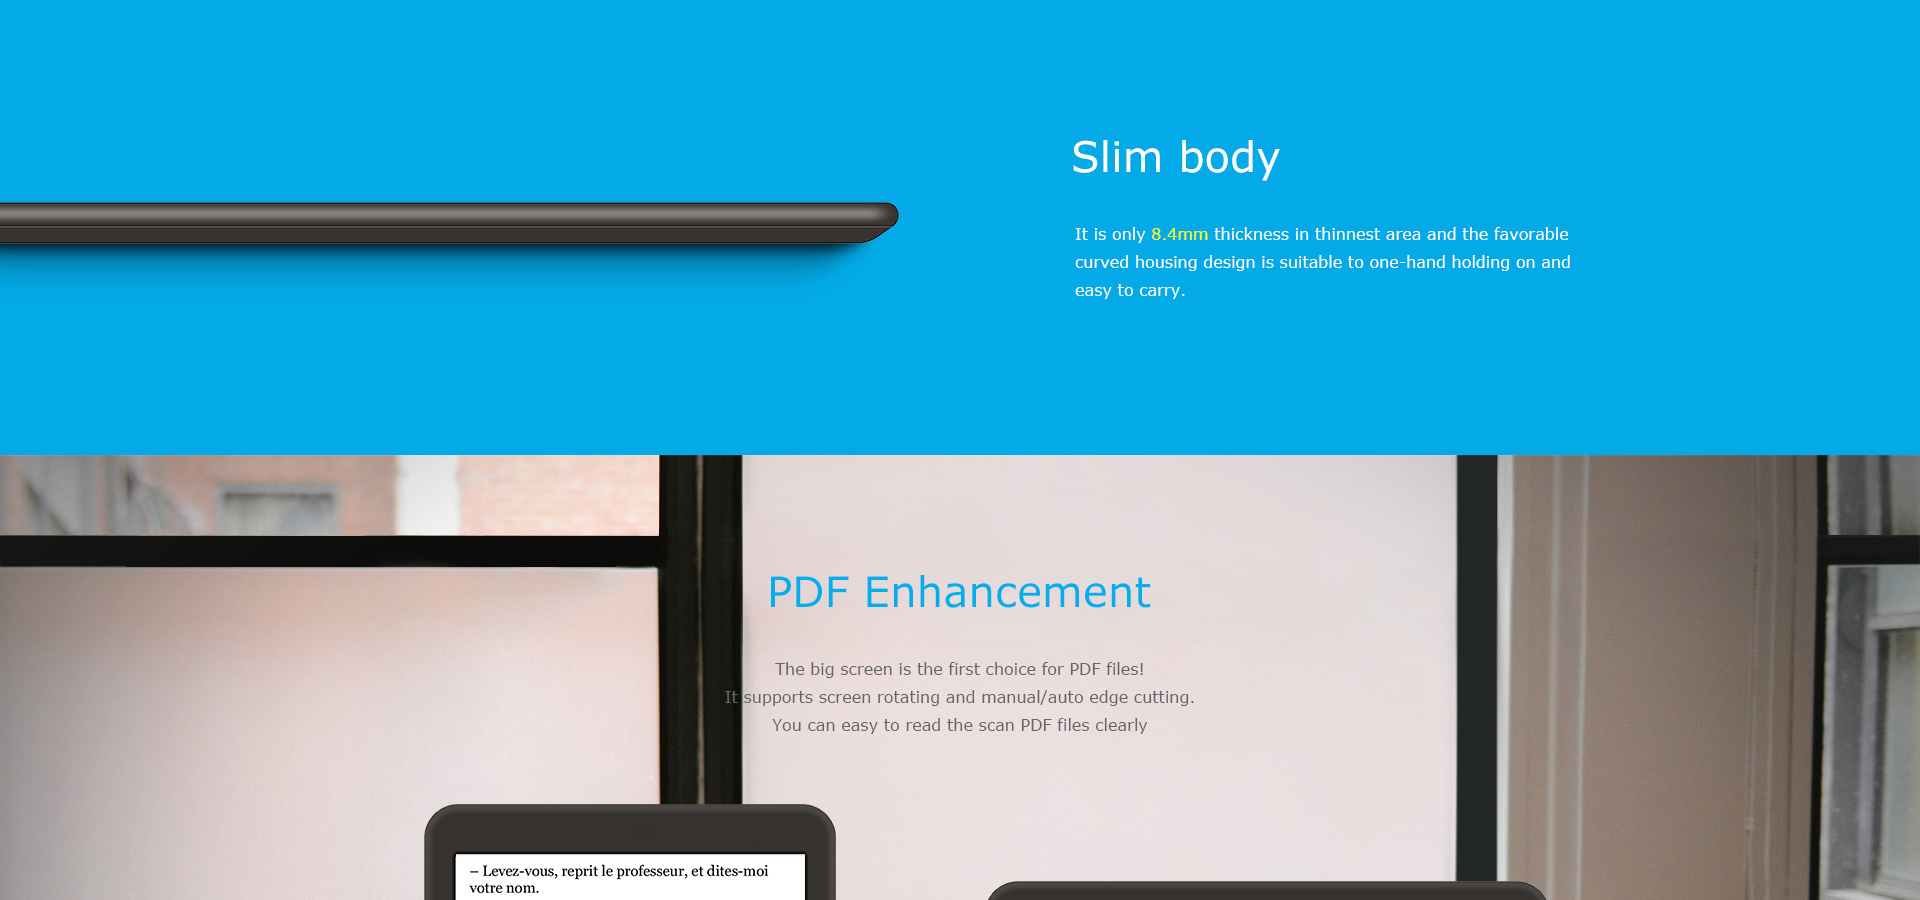 Slim body
It is only 8.4mm thickness in thinnest area and the favorable
curved housing design is suitable to one-hand holding on and
easy to carry.
PDF Enhancement
The big screen is the first choice for PDF files!
It supports screen rotating and manual/auto edge cutting.
You can easy to read the scan PDF files clearly
– Levez-vous, reprit le professeur, et dites-moi
votre nom.